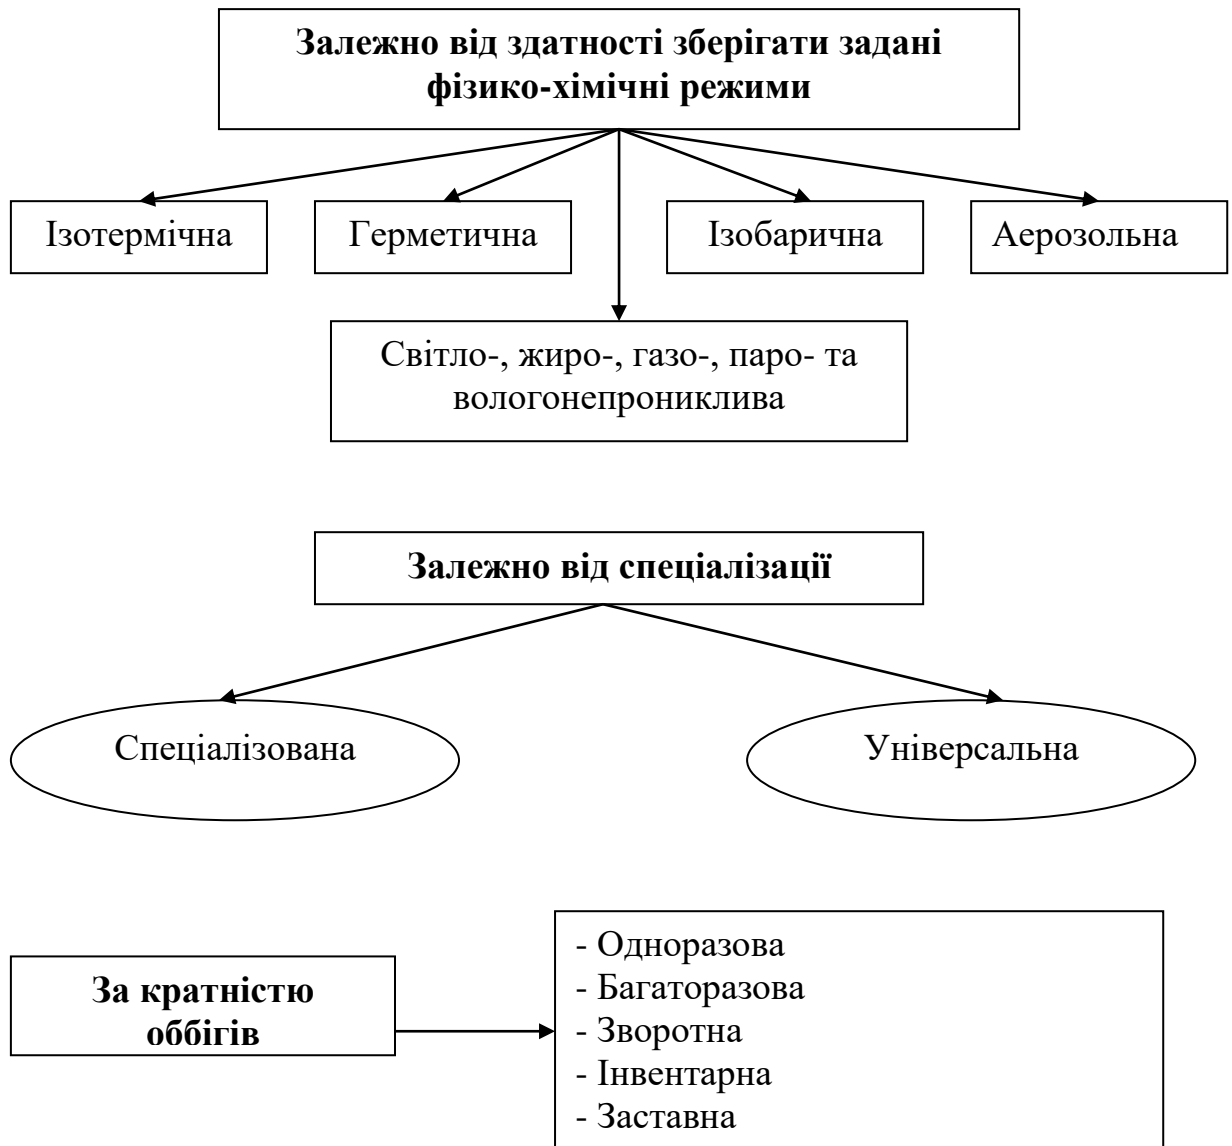 Залежно від здатності зберігати задані
фізико-хімічні режими
Ізотермічна
Герметична
Ізобарична
Аерозольна
Світло-, жиро-, газо-, паро- та
вологонепрониклива
Залежно від спеціалізації
Спеціалізована
Універсальна
За кратністю
оббігів
- Одноразова
- Багаторазова
- Зворотна
- Інвентарна
- Заставна